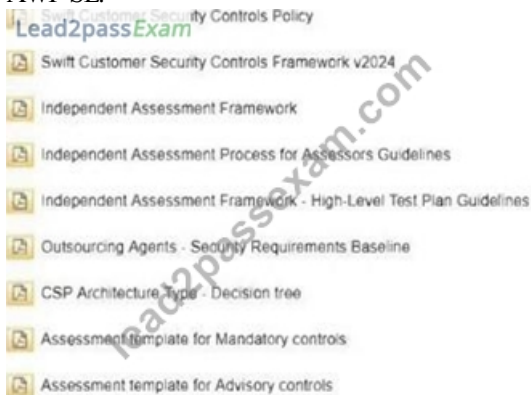 AWP SE.
Swift Customer Security Controls Policy
Lead2passExam
Swift Customer Security Controls Framework v2024
Independent Assessment Framework
Independent Assessment Process for Assessors Guidelines
Independent Assessment Framework - High-Level Test Plan Guidelines
Outsourcing Agents - Security Requirements Baseline
CSP Architecture Type - Decision tree
Assessment template for Mandatory controls
Assessment template for Advisory controls
lead2passexam.com